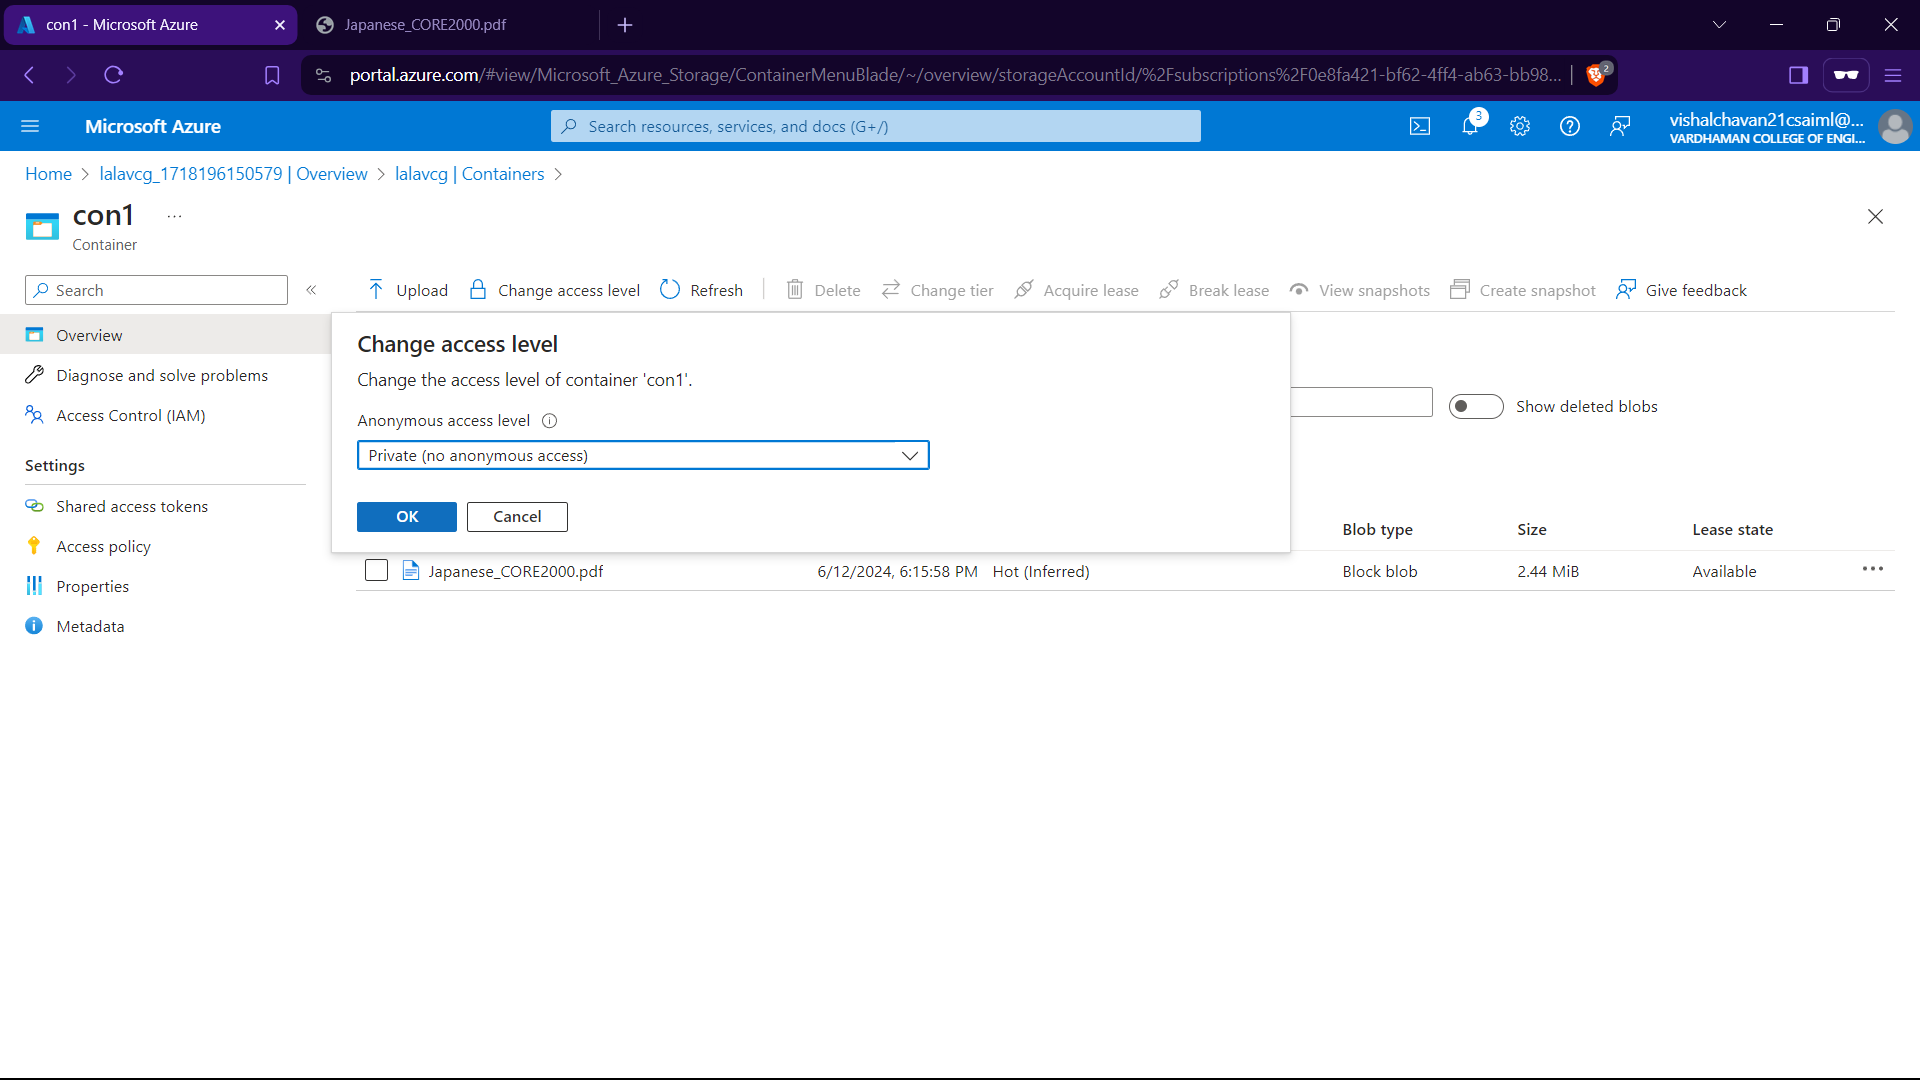 con1 - Microsoft Azure
Japanese_CORE2000.pdf
portal.azure.com/#view/Microsoft_Azure_Storage/ContainerMenuBlade/~/overview/storageAccountId/%2Fsubscriptions%2F0e8fa421-bf62-4ff4-ab63-bb98...
2
Microsoft Azure
Search resources, services, and docs (G+/)
3
vishalchavan21csaiml@...
VARDHAMAN COLLEGE OF ENGI...
Home > lalavcg_1718196150579 | Overview > lalavcg | Containers >
con1 ...
Container
Search
Upload
Change access level
Refresh
Delete
Change tier
Acquire lease
Break lease
View snapshots
Create snapshot
Give feedback
Overview
Diagnose and solve problems
Access Control (IAM)
Settings
Shared access tokens
Access policy
Properties
Metadata
Change access level
Change the access level of container 'con1'.
Anonymous access level
Private (no anonymous access)
OK
Cancel
Show deleted blobs
Blob type
Size
Lease state
Japanese_CORE2000.pdf
6/12/2024, 6:15:58 PM
Hot (Inferred)
Block blob
2.44 MiB
Available